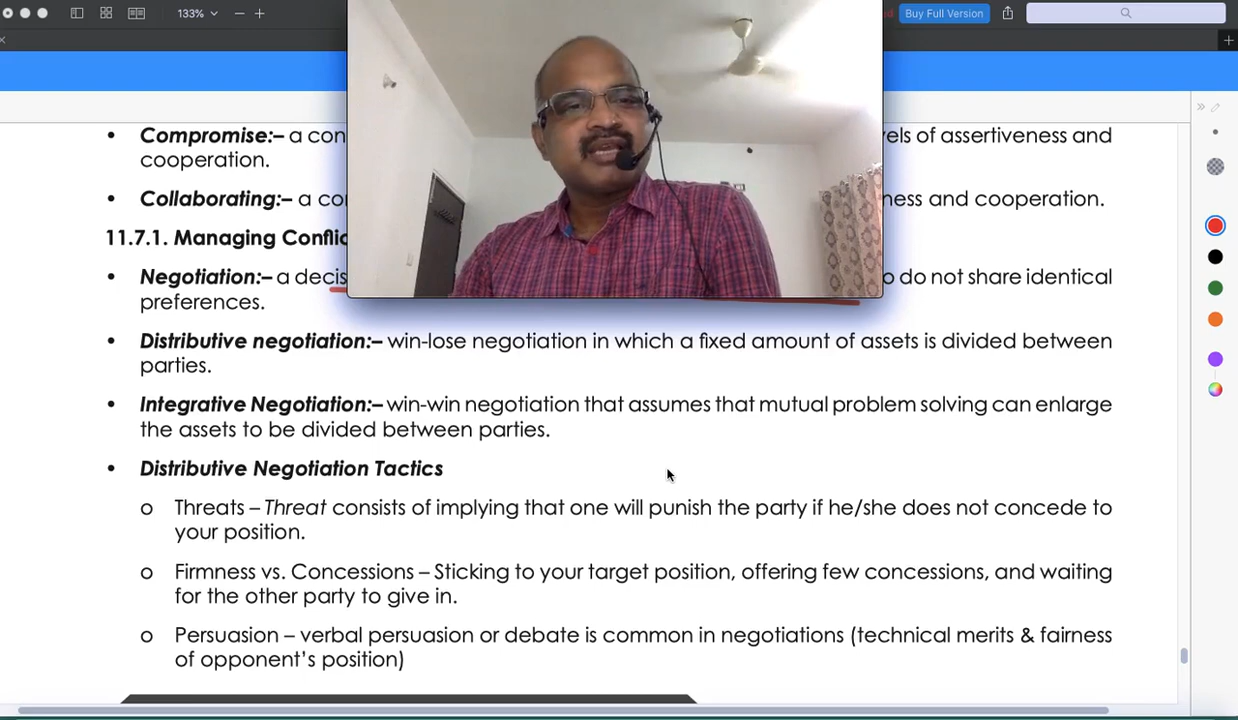 133%
Buy Full Version
• Compromise:– a con vels of assertiveness and
cooperation.
• Collaborating:– a co ness and cooperation.
11.7.1. Managing Conflic
• Negotiation:– a decis o do not share identical
preferences.
• Distributive negotiation:– win-lose negotiation in which a fixed amount of assets is divided between
parties.
• Integrative Negotiation:– win-win negotiation that assumes that mutual problem solving can enlarge
the assets to be divided between parties.
• Distributive Negotiation Tactics
o Threats – Threat consists of implying that one will punish the party if he/she does not concede to
your position.
o Firmness vs. Concessions – Sticking to your target position, offering few concessions, and waiting
for the other party to give in.
o Persuasion – verbal persuasion or debate is common in negotiations (technical merits & fairness
of opponent’s position)